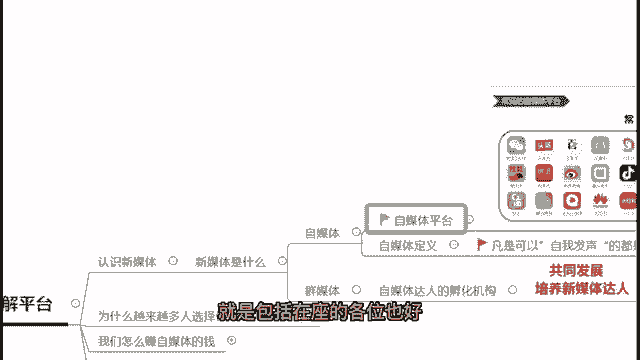 常
头条
自媒体平台
自媒体
自媒体定义
凡是可以”自我发声“的都
认识新媒体
新媒体是什么
共同发展
培养新媒体达人
群媒体
自媒体达人的孵化机构
解平台
就是包括在座的各位也好
为什么越来越多人选择
我们怎么赚自媒体的钱